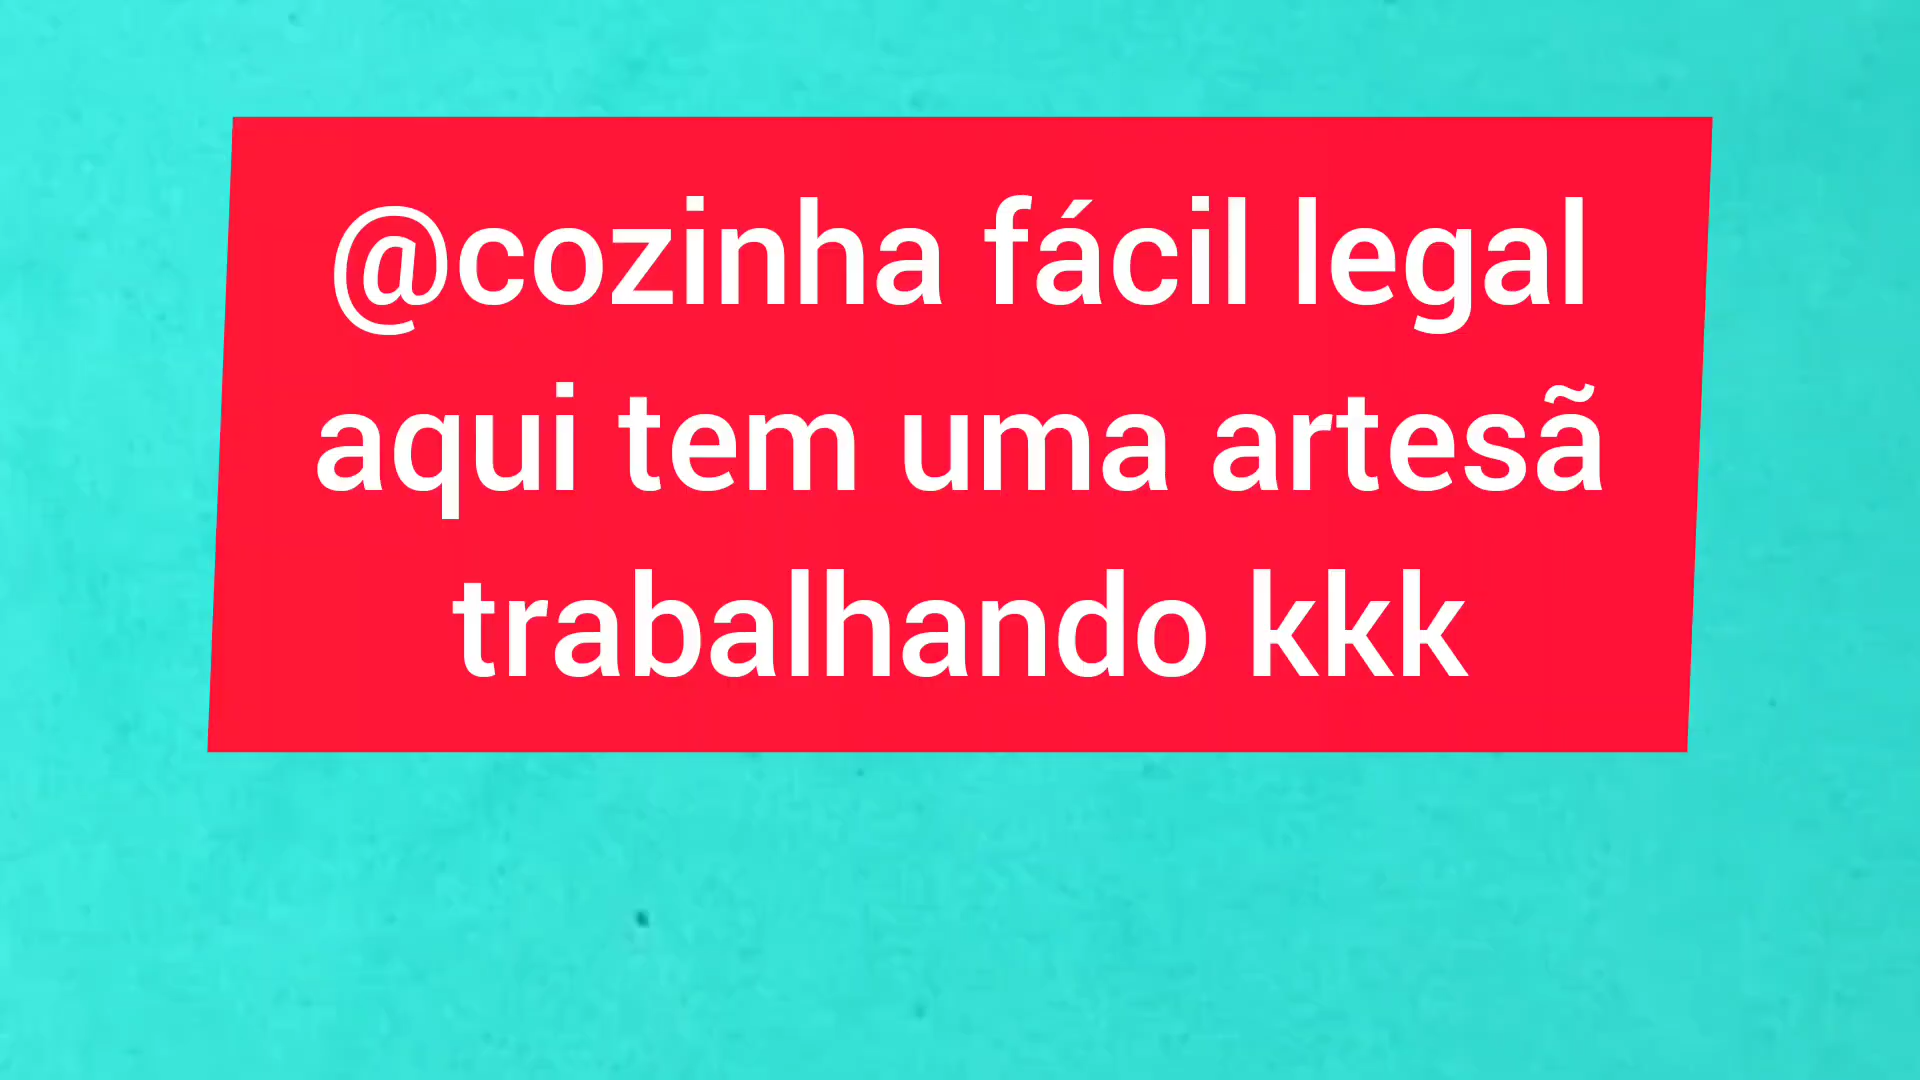 @cozinha fácil legal
aqui tem uma artesã
trabalhando kkk